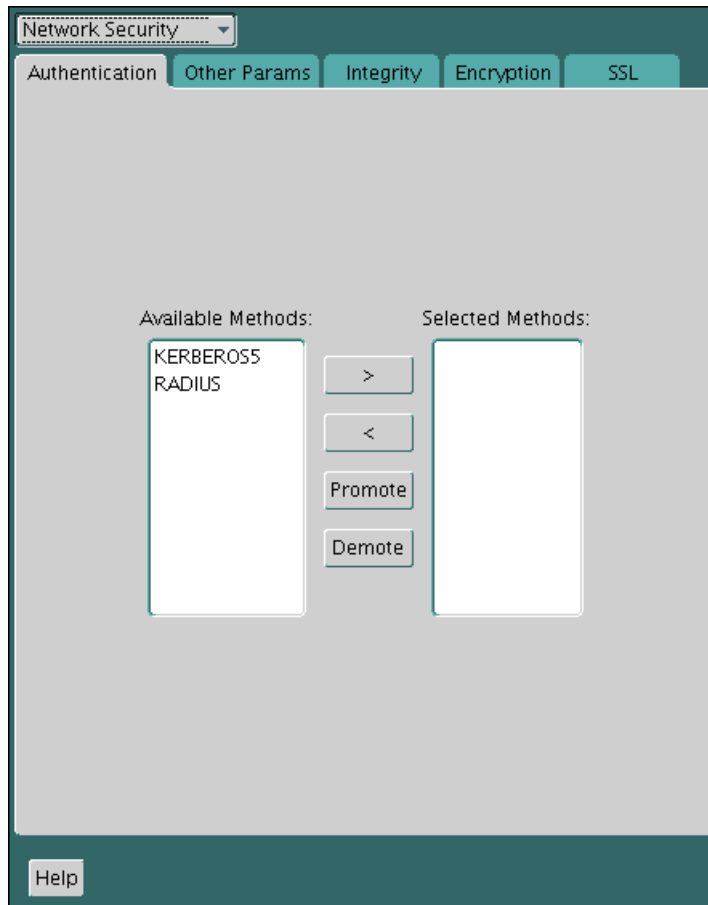 Network Security
Authentication Other Params Integrity Encryption SSL
Available Methods: Selected Methods:
KERBEROS5
RADIUS
>
<
Promote
Demote
Help